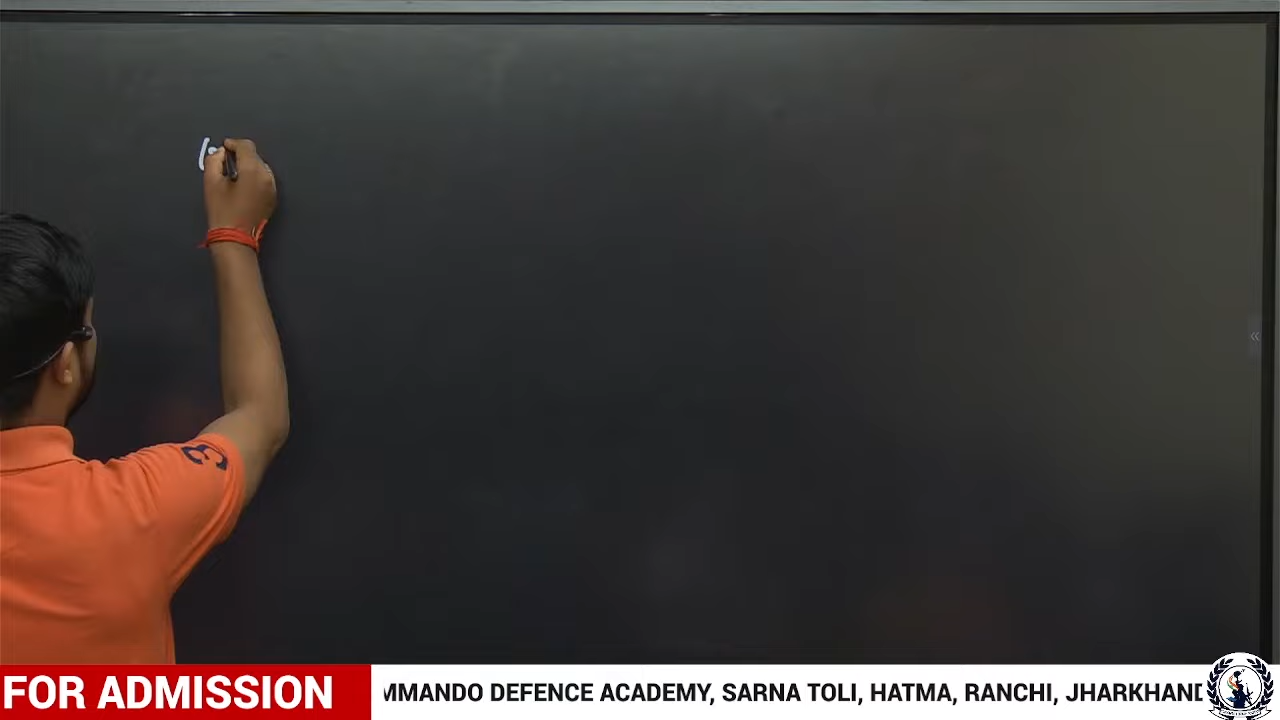 FOR ADMISSION
MMANDO DEFENCE ACADEMY, SARNA TOLI, HATMA, RANCHI, JHARKHAND